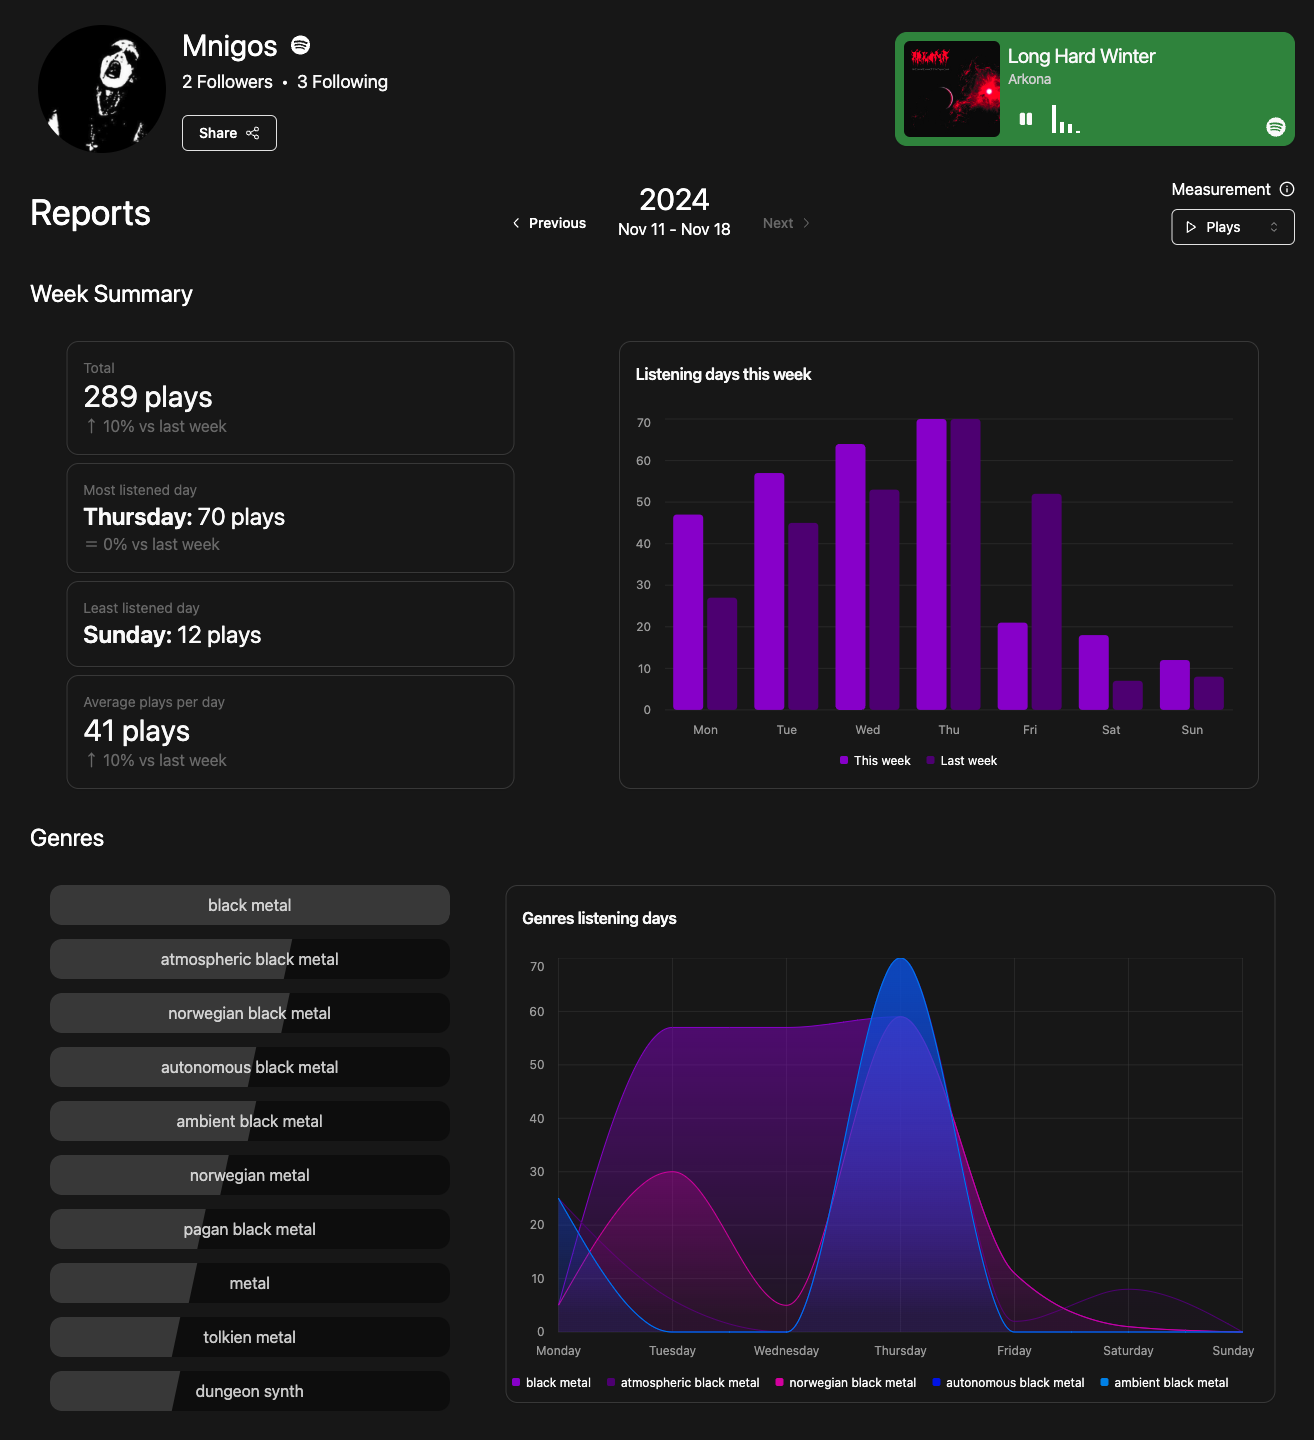 Mnigos
2 Followers • 3 Following
Share
Long Hard Winter
Arkona
Reports
Previous
2024
Nov 11 - Nov 18
Next
Measurement
Plays
Week Summary
Total
289 plays
↑ 10% vs last week
Most listened day
Thursday: 70 plays
= 0% vs last week
Least listened day
Sunday: 12 plays
Average plays per day
41 plays
↑ 10% vs last week
Listening days this week
70
60
50
40
30
20
10
0
Mon Tue Wed Thu Fri Sat Sun
This week Last week
Genres
black metal
atmospheric black metal
norwegian black metal
autonomous black metal
ambient black metal
norwegian metal
pagan black metal
metal
tolkien metal
dungeon synth
Genres listening days
70
60
50
40
30
20
10
0
Monday Tuesday Wednesday Thursday Friday Saturday Sunday
black metal atmospheric black metal norwegian black metal autonomous black metal ambient black metal